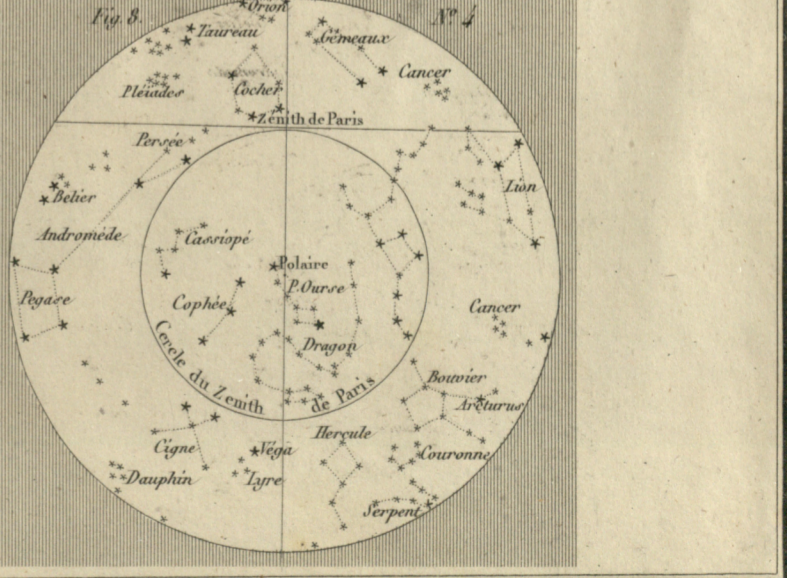 Fig. 8.
Orion
Nº. 4
Taureau
Gémeaux
Cancer
Pléiades
Cocher
Zénith de Paris
Persée
Belier
Lion
Andromède
Cassiopé
Polaire
P. Ourse
Pegase
Cophée
Cancer
Dragon
Cercle du Zenith de Paris
Bouvier
Arcturus
Hercule
Cigne
Véga
Couronne
Dauphin
Lyre
Serpent